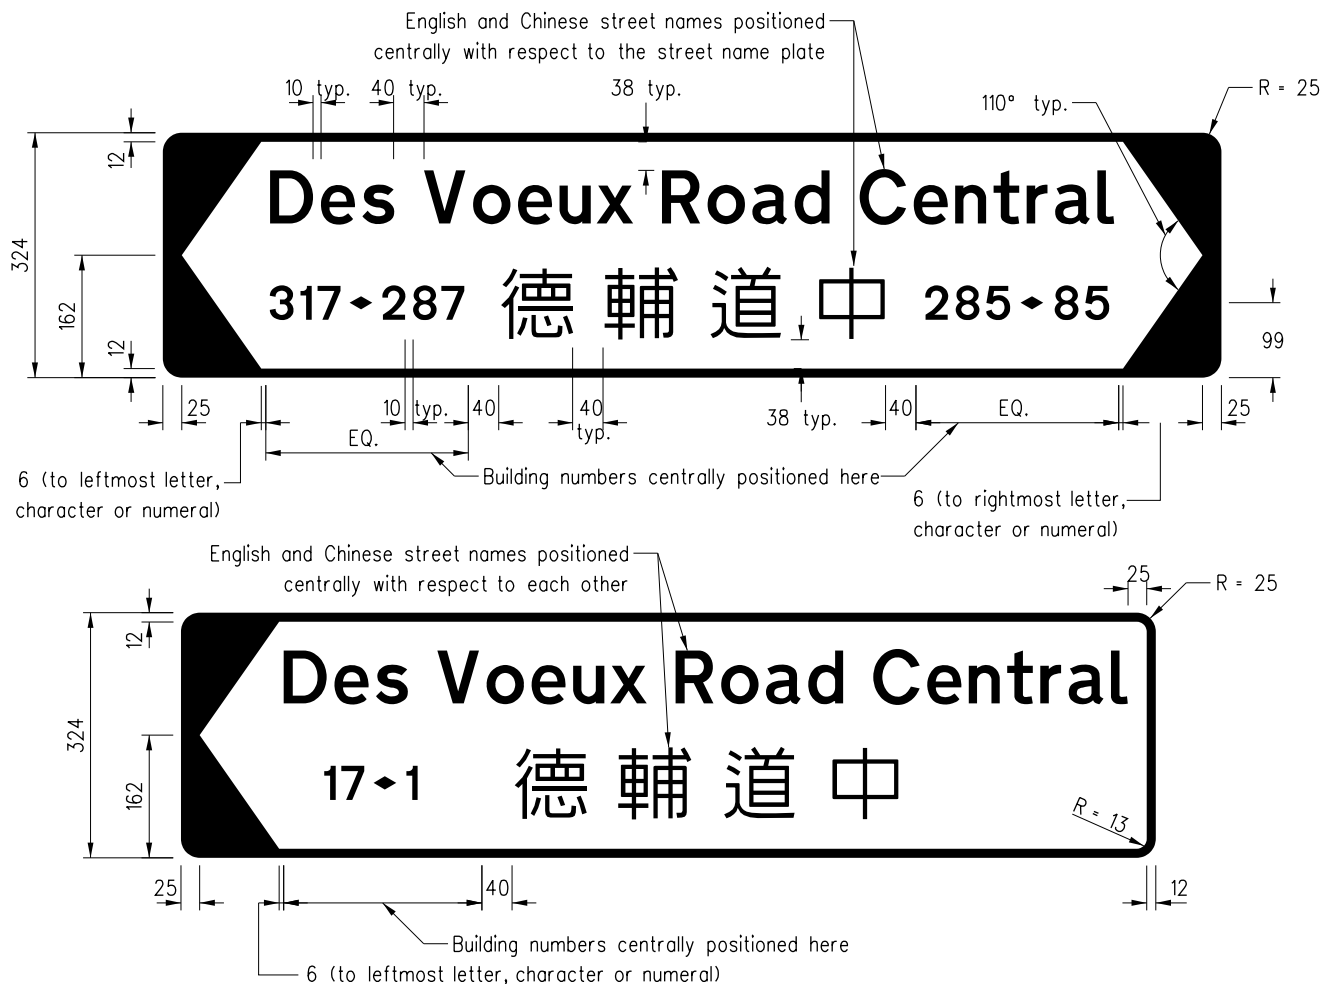 English and Chinese street names positioned
centrally with respect to the street name plate
10 typ.
40 typ.
38 typ.
110° typ.
R = 25
12
324
162
12
Des Voeux Road Central
317◆287 德輔道中 285◆85
99
25
10 typ.
40
40
typ.
38 typ.
40
EQ.
25
EQ.
6 (to leftmost letter,
character or numeral)
Building numbers centrally positioned here
6 (to rightmost letter,
character or numeral)
English and Chinese street names positioned
centrally with respect to each other
25
R = 25
12
324
162
Des Voeux Road Central
17◆1 德輔道中
R = 13
25
40
12
Building numbers centrally positioned here
6 (to leftmost letter, character or numeral)